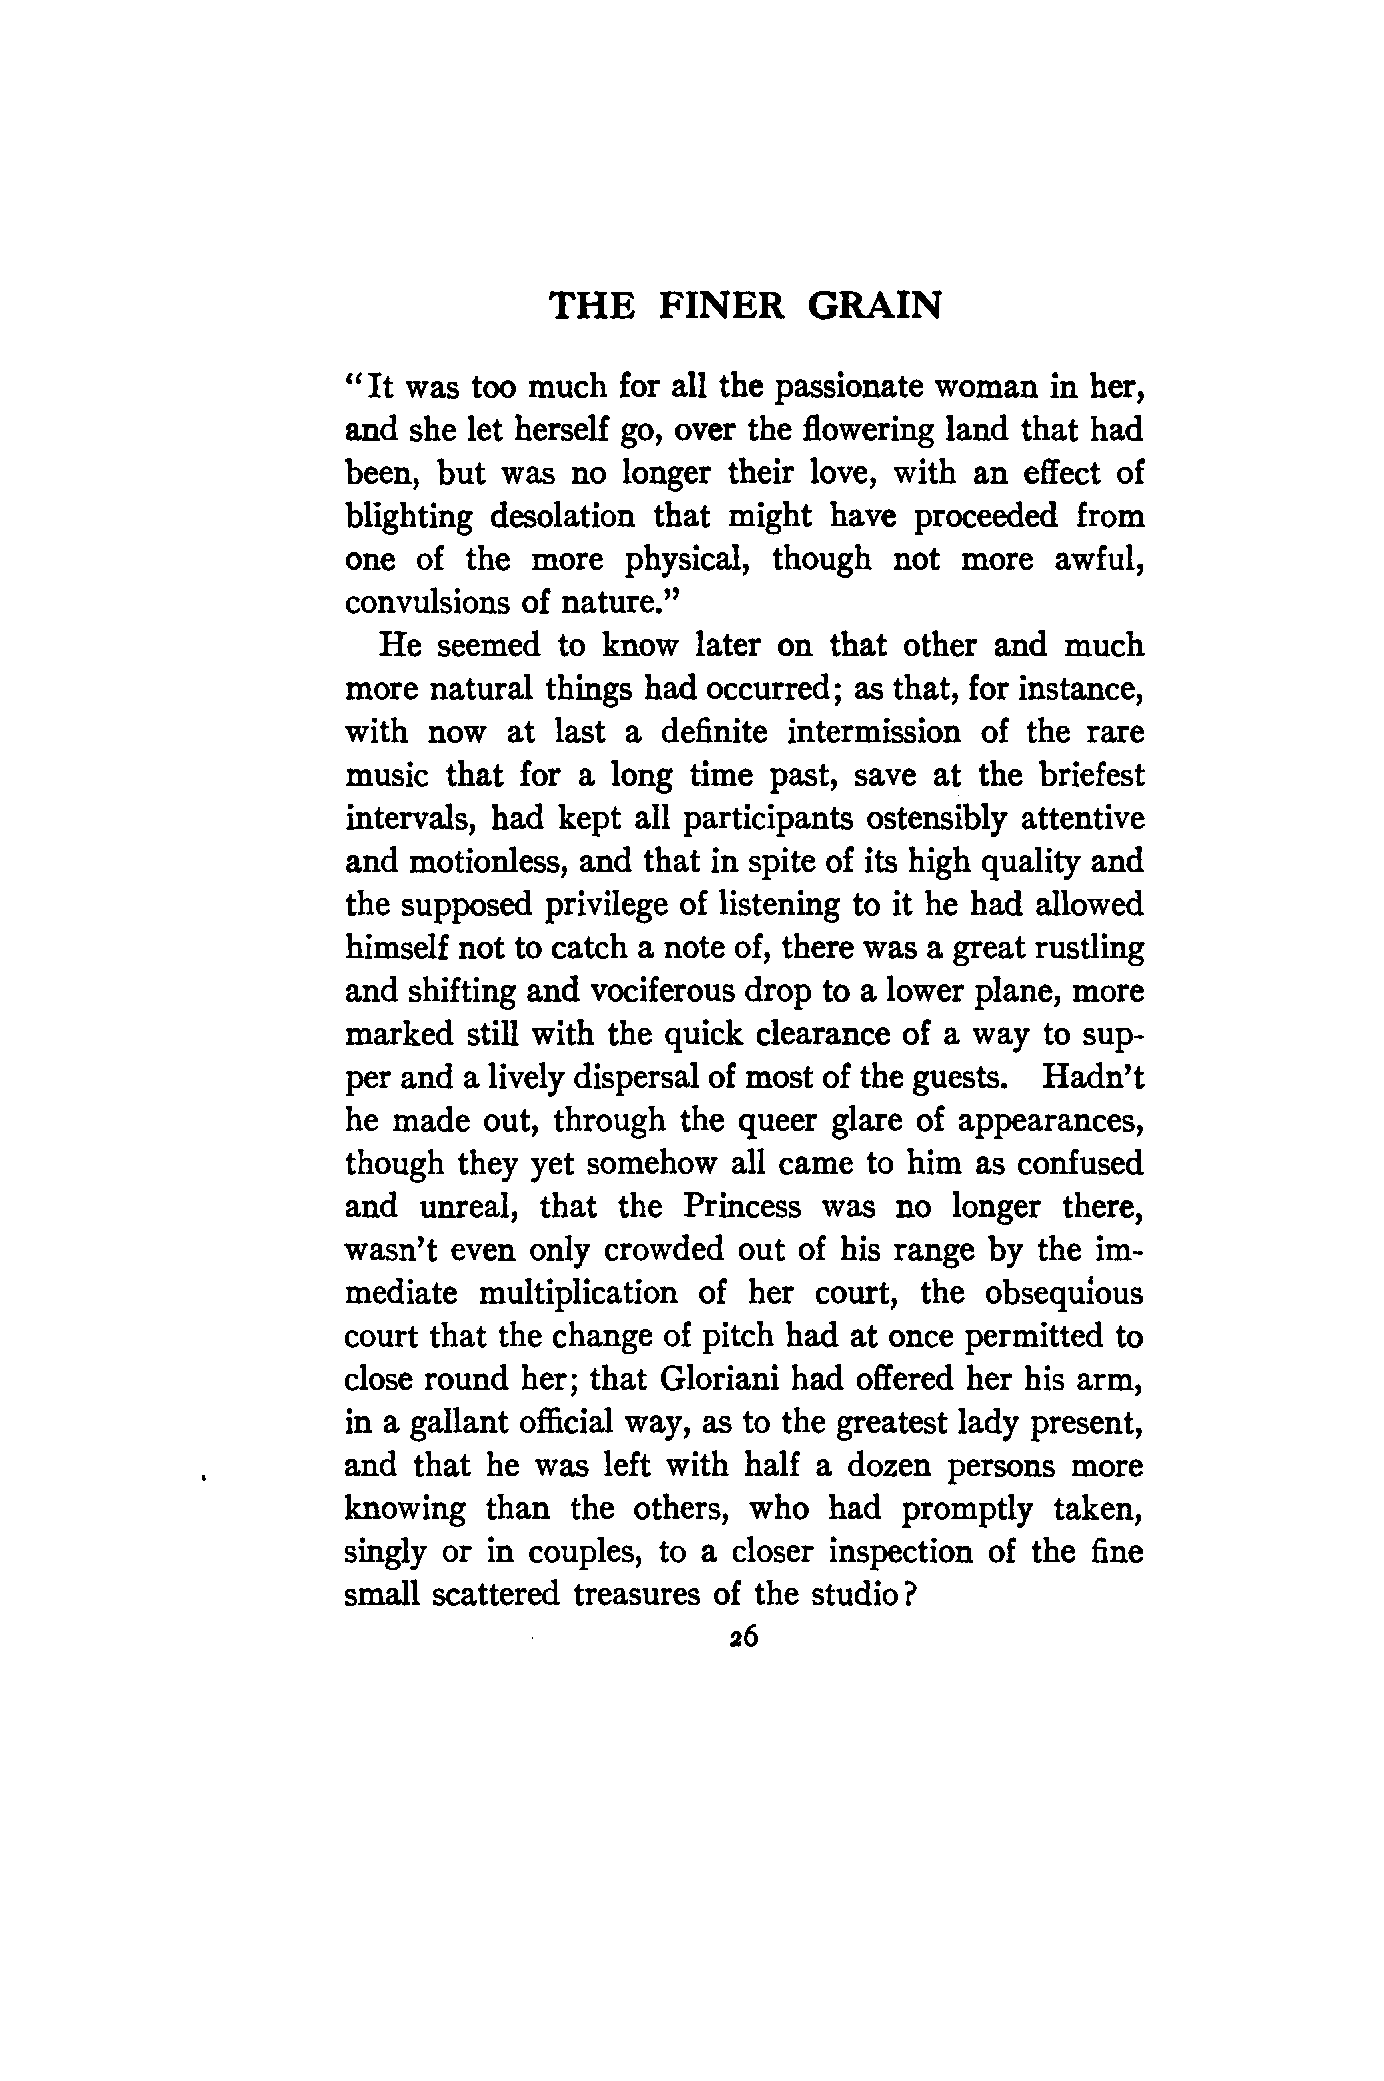 THE FINER GRAIN
“It was too much for all the passionate woman in her,
and she let herself go, over the flowering land that had
been, but was no longer their love, with an effect of
blighting desolation that might have proceeded from
one of the more physical, though not more awful,
convulsions of nature.”
He seemed to know later on that other and much
more natural things had occurred; as that, for instance,
with now at last a definite intermission of the rare
music that for a long time past, save at the briefest
intervals, had kept all participants ostensibly attentive
and motionless, and that in spite of its high quality and
the supposed privilege of listening to it he had allowed
himself not to catch a note of, there was a great rustling
and shifting and vociferous drop to a lower plane, more
marked still with the quick clearance of a way to sup-
per and a lively dispersal of most of the guests. Hadn’t
he made out, through the queer glare of appearances,
though they yet somehow all came to him as confused
and unreal, that the Princess was no longer there,
wasn’t even only crowded out of his range by the im-
mediate multiplication of her court, the obsequious
court that the change of pitch had at once permitted to
close round her; that Gloriani had offered her his arm,
in a gallant official way, as to the greatest lady present,
and that he was left with half a dozen persons more
knowing than the others, who had promptly taken,
singly or in couples, to a closer inspection of the fine
small scattered treasures of the studio?
26